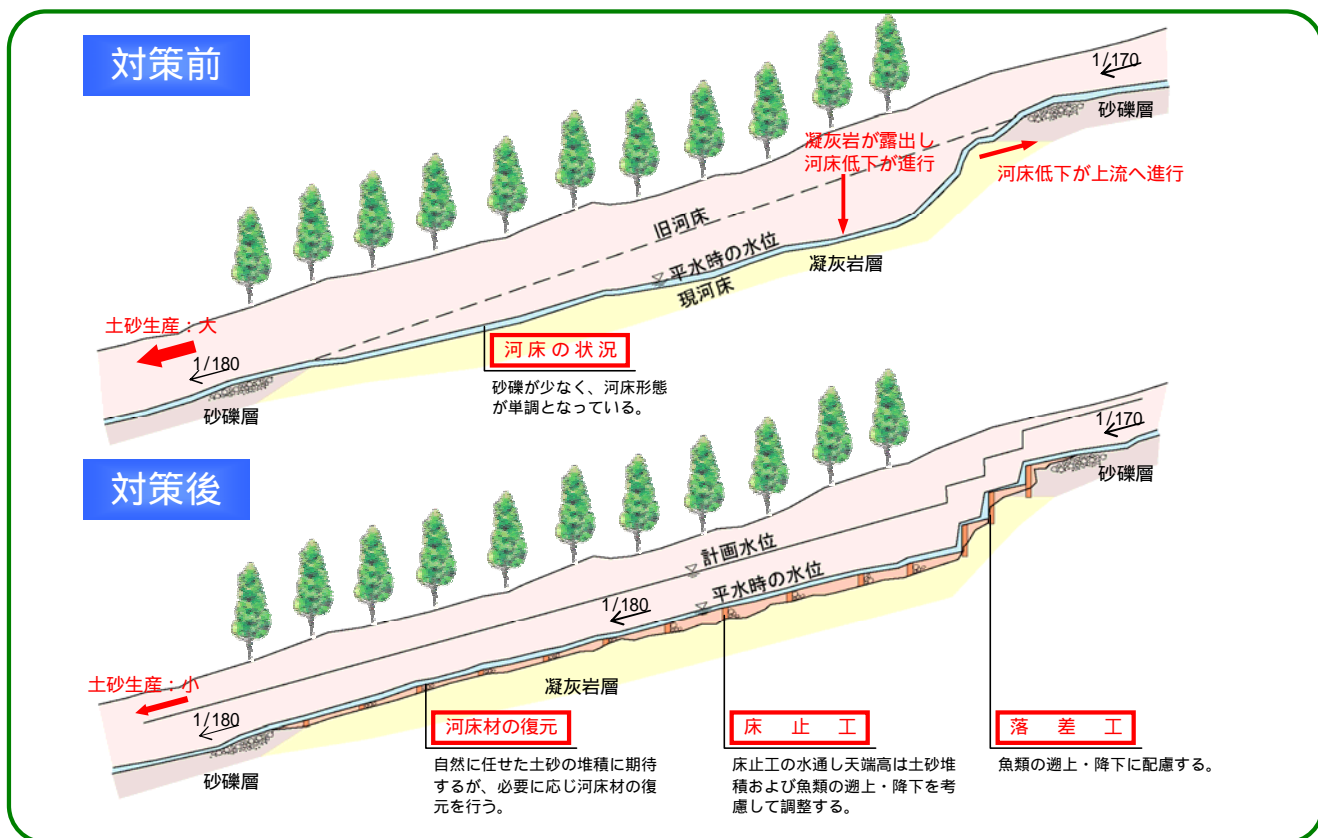 対策前
1/170
砂礫層
凝灰岩が露出し
河床低下が進行
河床低下が上流へ進行
旧河床
平水時の水位
現河床
凝灰岩層
土砂生産：大
1/180
砂礫層
河床の状況
砂礫が少なく、河床形態
が単調となっている。
対策後
1/170
砂礫層
計画水位
平水時の水位
1/180
凝灰岩層
土砂生産：小
1/180
砂礫層
河床材の復元
自然に任せた土砂の堆積に期待
するが、必要に応じ河床材の復
元を行う。
床止工
床止工の水通し天端高は土砂堆
積および魚類の遡上・降下を考
慮して調整する。
落差工
魚類の遡上・降下に配慮する。